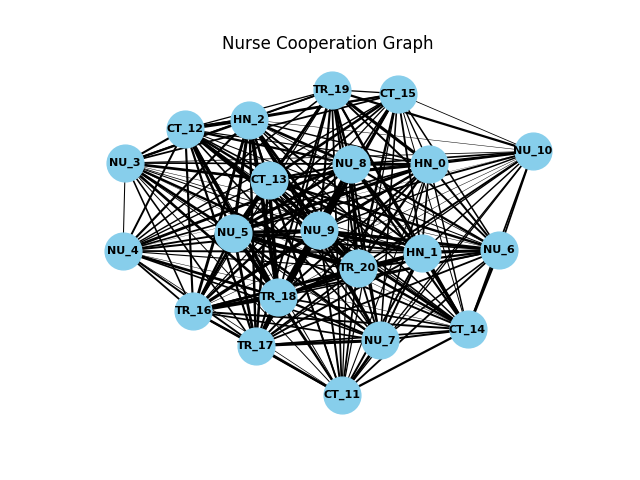 Nurse Cooperation Graph
TR_19
CT_15
HN_2
CT_12
NU_10
NU_3
NU_8
HN_0
CT_13
NU_5
NU_9
NU_4
HN_1
NU_6
TR_20
TR_18
TR_16
CT_14
TR_17
NU_7
CT_11